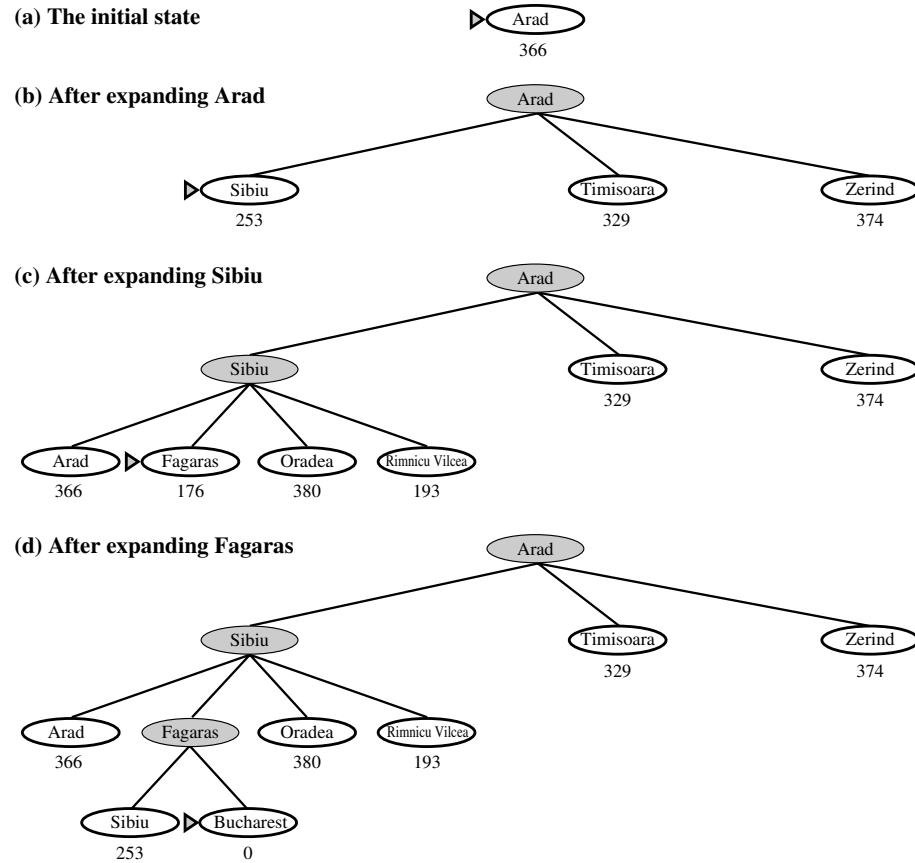 (a) The initial state
Arad
366
(b) After expanding Arad
Arad
Sibiu Timisoara Zerind
253 329 374
(c) After expanding Sibiu
Arad
Sibiu Timisoara Zerind
329 374
Arad Fagaras Oradea Rimnicu Vilcea
366 176 380 193
(d) After expanding Fagaras
Arad
Sibiu Timisoara Zerind
329 374
Arad Fagaras Oradea Rimnicu Vilcea
366 380 193
Sibiu Bucharest
253 0